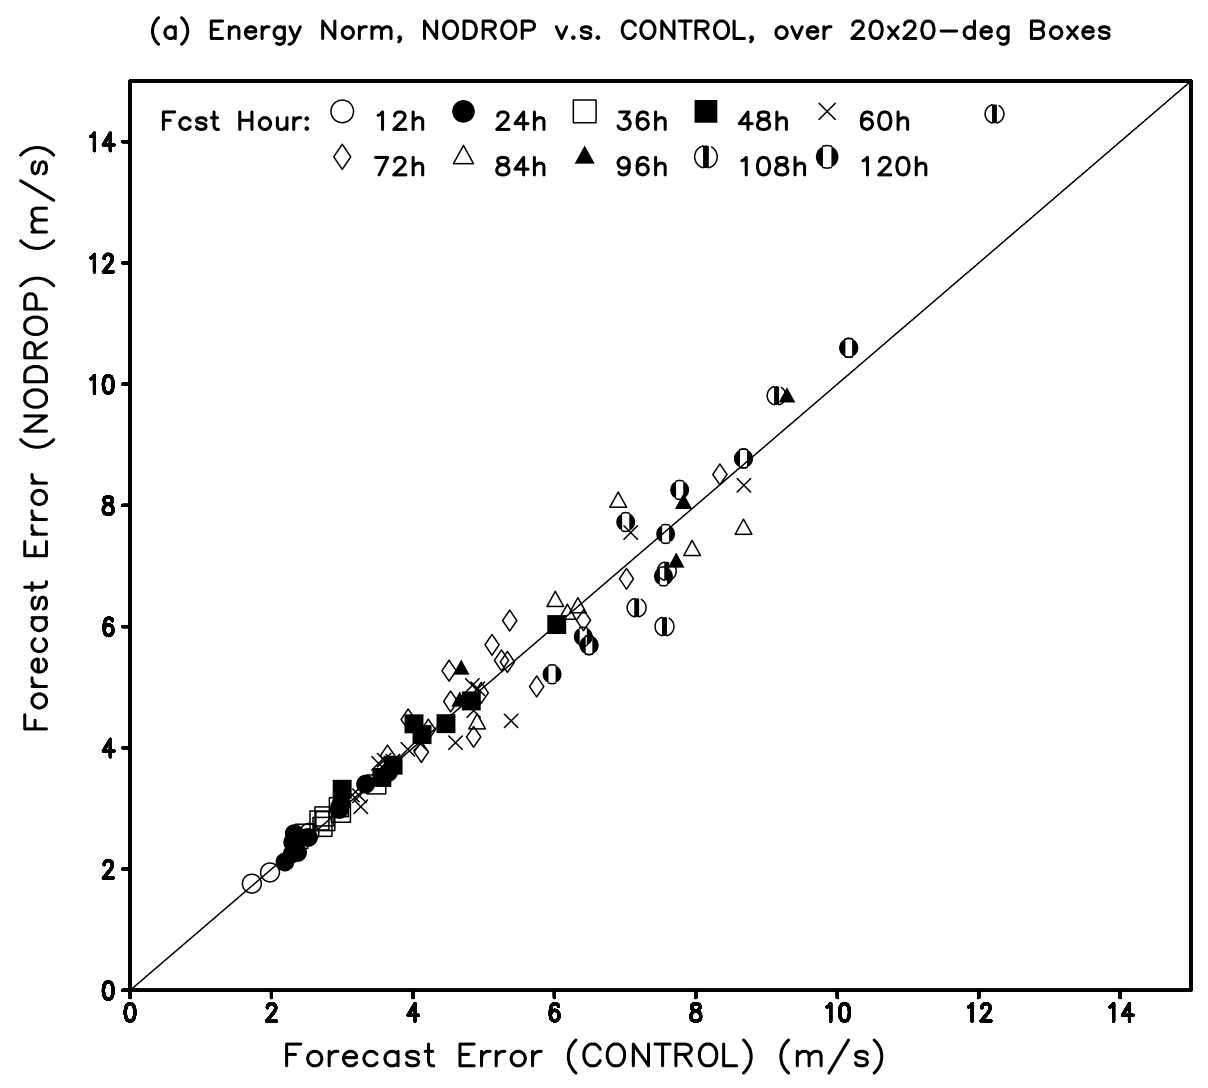 (a) Energy Norm, NODROP v.s. CONTROL, over 20x20-deg Boxes
Fcst Hour: 12h 24h 36h 48h 60h
72h 84h 96h 108h 120h
Forecast Error (NODROP) (m/s)
14
12
10
8
6
4
2
0
0 2 4 6 8 10 12 14
Forecast Error (CONTROL) (m/s)